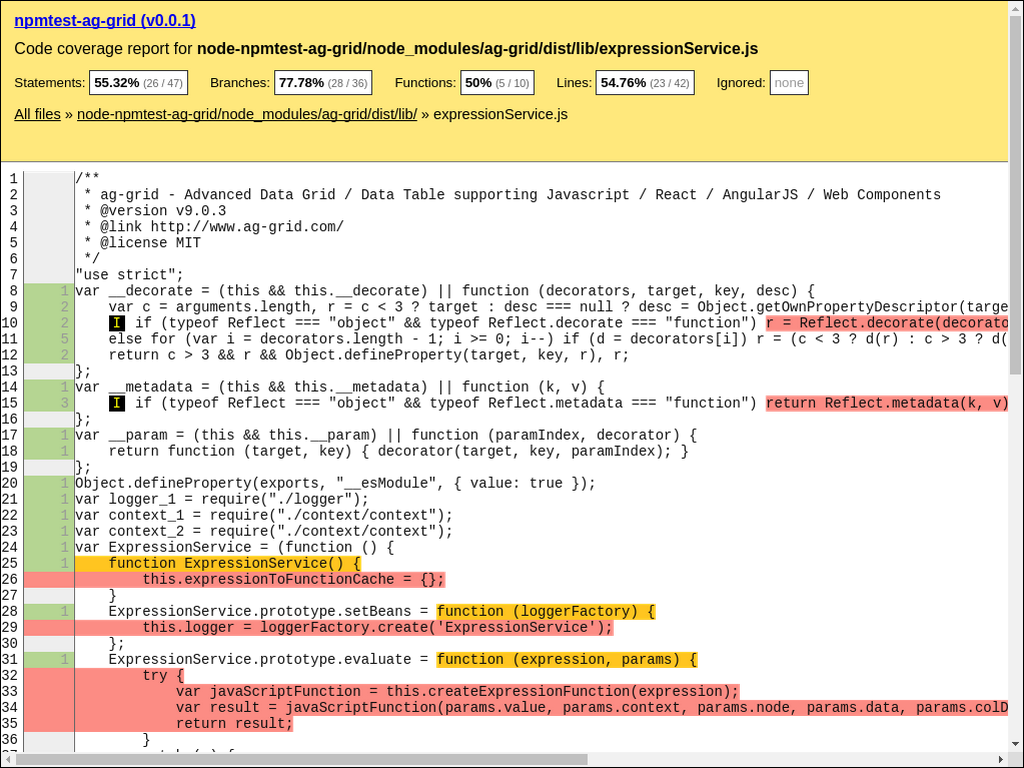 npmtest-ag-grid (v0.0.1)
Code coverage report for node-npmtest-ag-grid/node_modules/ag-grid/dist/lib/expressionService.js
Statements: 55.32% (26 / 47) Branches: 77.78% (28 / 36) Functions: 50% (5 / 10) Lines: 54.76% (23 / 42) Ignored: none
All files » node-npmtest-ag-grid/node_modules/ag-grid/dist/lib/ » expressionService.js
1 /**
2 * ag-grid - Advanced Data Grid / Data Table supporting Javascript / React / AngularJS / Web Components
3 * @version v9.0.3
4 * @link http://www.ag-grid.com/
5 * @license MIT
6 */
7 "use strict";
8 1 var __decorate = (this && this.__decorate) || function (decorators, target, key, desc) {
9 2 var c = arguments.length, r = c < 3 ? target : desc === null ? desc = Object.getOwnPropertyDescriptor(targe
10 2 I if (typeof Reflect === "object" && typeof Reflect.decorate === "function") r = Reflect.decorate(decorato
11 5 else for (var i = decorators.length - 1; i >= 0; i--) if (d = decorators[i]) r = (c < 3 ? d(r) : c > 3 ? d(
12 2 return c > 3 && r && Object.defineProperty(target, key, r), r;
13 };
14 1 var __metadata = (this && this.__metadata) || function (k, v) {
15 3 I if (typeof Reflect === "object" && typeof Reflect.metadata === "function") return Reflect.metadata(k, v)
16 };
17 1 var __param = (this && this.__param) || function (paramIndex, decorator) {
18 1 return function (target, key) { decorator(target, key, paramIndex); }
19 };
20 1 Object.defineProperty(exports, "__esModule", { value: true });
21 1 var logger_1 = require("./logger");
22 1 var context_1 = require("./context/context");
23 1 var context_2 = require("./context/context");
24 1 var ExpressionService = (function () {
25 1 function ExpressionService() {
26 this.expressionToFunctionCache = {};
27 }
28 1 ExpressionService.prototype.setBeans = function (loggerFactory) {
29 this.logger = loggerFactory.create('ExpressionService');
30 };
31 1 ExpressionService.prototype.evaluate = function (expression, params) {
32 try {
33 var javaScriptFunction = this.createExpressionFunction(expression);
34 var result = javaScriptFunction(params.value, params.context, params.node, params.data, params.colD
35 return result;
36 }